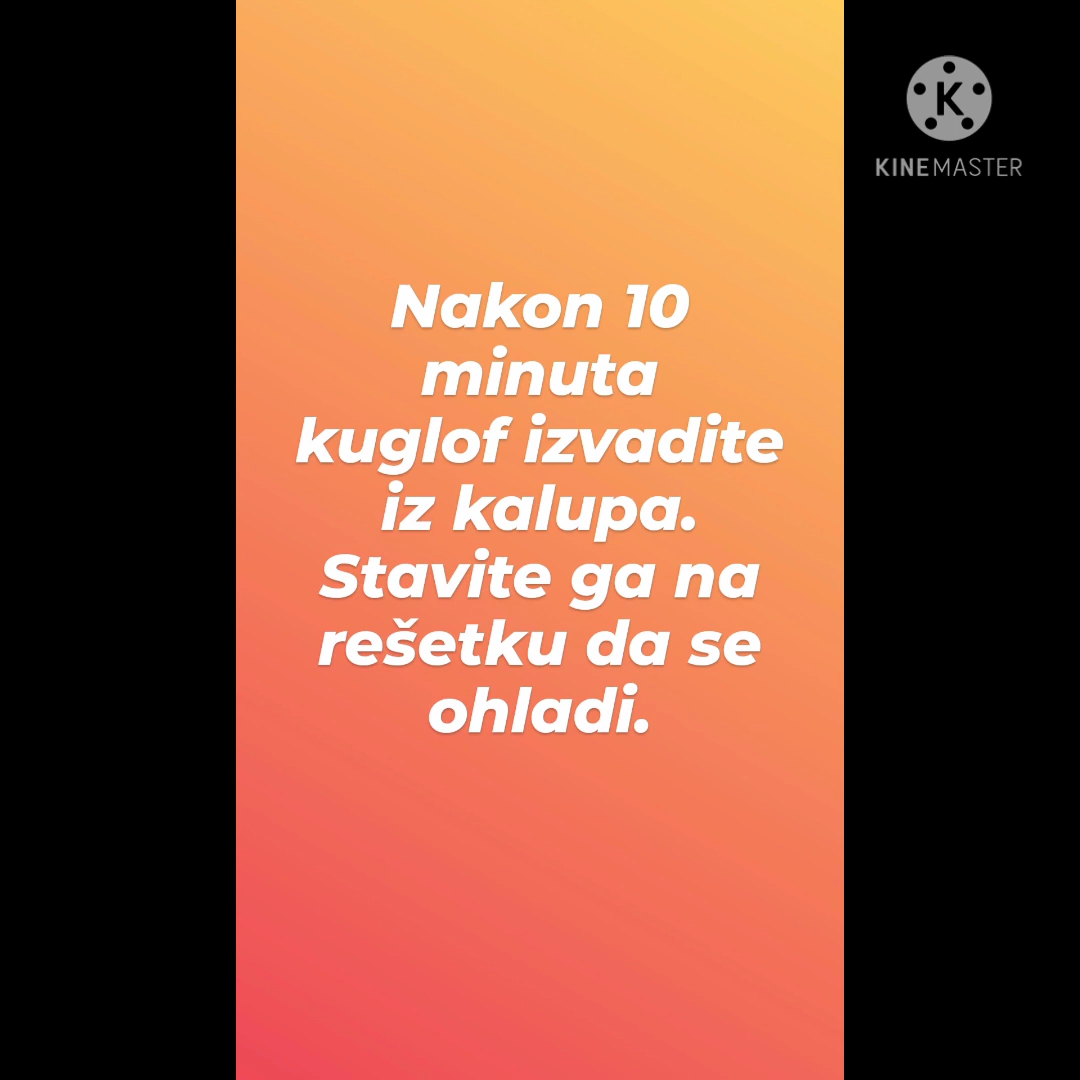 Nakon 10
minuta
kuglof izvadite
iz kalupa.
Stavite ga na
rešetku da se
ohladi.
K
KINEMASTER